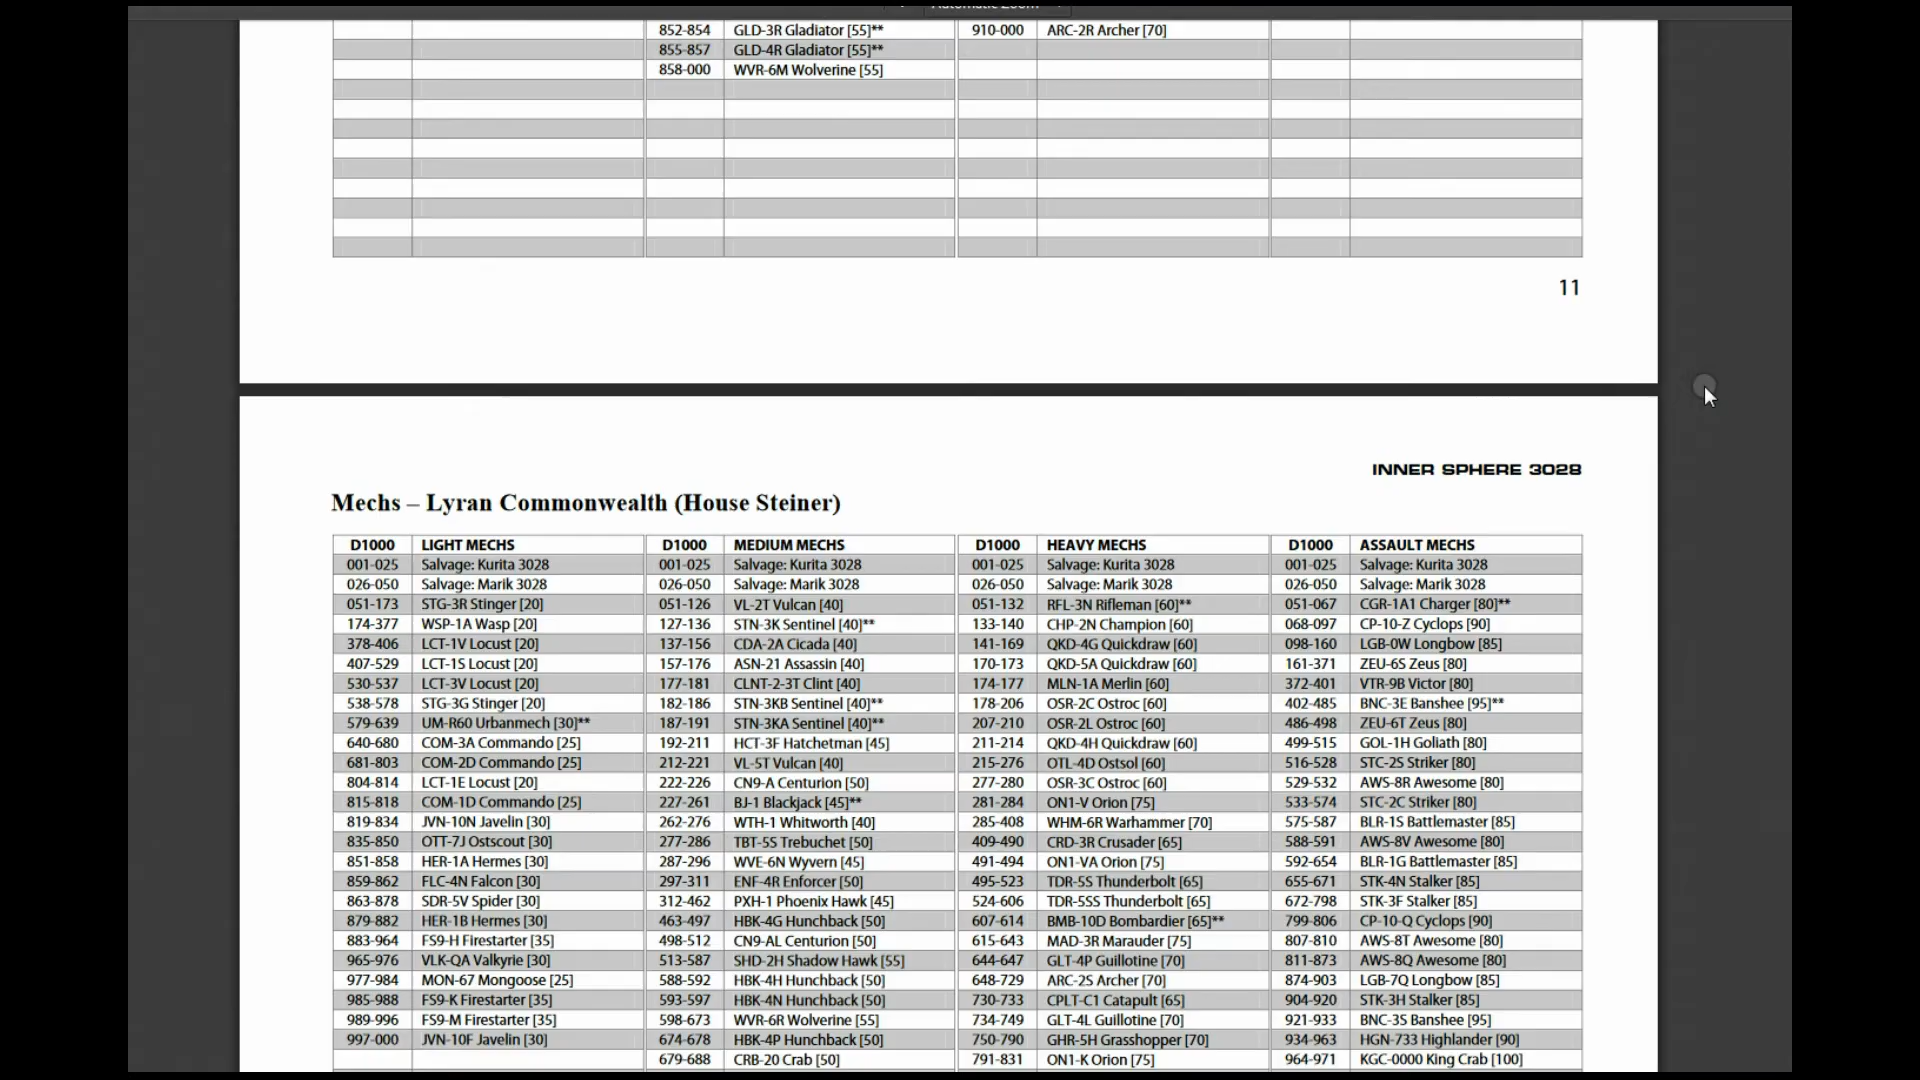 852-854 GLD-3R Gladiator [55]** 910-000 ARC-2R Archer [70]
855-857 GLD-4R Gladiator [55]**
858-000 WVR-6M Wolverine [55]
11
INNER SPHERE 3028
Mechs – Lyran Commonwealth (House Steiner)
D1000 LIGHT MECHS D1000 MEDIUM MECHS D1000 HEAVY MECHS D1000 ASSAULT MECHS
001-025 Salvage: Kurita 3028 001-025 Salvage: Kurita 3028 001-025 Salvage: Kurita 3028 001-025 Salvage: Kurita 3028
026-050 Salvage: Marik 3028 026-050 Salvage: Marik 3028 026-050 Salvage: Marik 3028 026-050 Salvage: Marik 3028
051-173 STG-3R Stinger [20] 051-126 VL-2T Vulcan [40] 051-132 RFL-3N Rifleman [60]** 051-067 CGR-1A1 Charger [80]**
174-377 WSP-1A Wasp [20] 127-136 STN-3K Sentinel [40]** 133-140 CHP-2N Champion [60] 068-097 CP-10-Z Cyclops [90]
378-406 LCT-1V Locust [20] 137-156 CDA-2A Cicada [40] 141-169 QKD-4G Quickdraw [60] 098-160 LGB-0W Longbow [85]
407-529 LCT-1S Locust [20] 157-176 ASN-21 Assassin [40] 170-173 QKD-5A Quickdraw [60] 161-371 ZEU-6S Zeus [80]
530-537 LCT-3V Locust [20] 177-181 CLNT-2-3T Clint [40] 174-177 MLN-1A Merlin [60] 372-401 VTR-9B Victor [80]
538-578 STG-3G Stinger [20] 182-186 STN-3KB Sentinel [40]** 178-206 OSR-2C Ostroc [60] 402-485 BNC-3E Banshee [95]**
579-639 UM-R60 Urbanmech [30]** 187-191 STN-3KA Sentinel [40]** 207-210 OSR-2L Ostroc [60] 486-498 ZEU-6T Zeus [80]
640-680 COM-3A Commando [25] 192-211 HCT-3F Hatchetman [45] 211-214 QKD-4H Quickdraw [60] 499-515 GOL-1H Goliath [80]
681-803 COM-2D Commando [25] 212-221 VL-5T Vulcan [40] 215-276 OTL-4D Ostsol [60] 516-528 STC-2S Striker [80]
804-814 LCT-1E Locust [20] 222-226 CN9-A Centurion [50] 277-280 OSR-3C Ostroc [60] 529-532 AWS-8R Awesome [80]
815-818 COM-1D Commando [25] 227-261 BJ-1 Blackjack [45]** 281-284 ON1-V Orion [75] 533-574 STC-2C Striker [80]
819-834 JVN-10N Javelin [30] 262-276 WTH-1 Whitworth [40] 285-408 WHM-6R Warhammer [70] 575-587 BLR-1S Battlemaster [85]
835-850 OTT-7J Ostscout [30] 277-286 TBT-5S Trebuchet [50] 409-490 CRD-3R Crusader [65] 588-591 AWS-8V Awesome [80]
851-858 HER-1A Hermes [30] 287-296 WVE-6N Wyvern [45] 491-494 ON1-VA Orion [75] 592-654 BLR-1G Battlemaster [85]
859-862 FLC-4N Falcon [30] 297-311 ENF-4R Enforcer [50] 495-523 TDR-5S Thunderbolt [65] 655-671 STK-4N Stalker [85]
863-878 SDR-5V Spider [30] 312-462 PXH-1 Phoenix Hawk [45] 524-606 TDR-5SS Thunderbolt [65] 672-798 STK-3F Stalker [85]
879-882 HER-1B Hermes [30] 463-497 HBK-4G Hunchback [50] 607-614 BMB-10D Bombardier [65]** 799-806 CP-10-Q Cyclops [90]
883-964 FS9-H Firestarter [35] 498-512 CN9-AL Centurion [50] 615-643 MAD-3R Marauder [75] 807-810 AWS-8T Awesome [80]
965-976 VLK-QA Valkyrie [30] 513-587 SHD-2H Shadow Hawk [55] 644-647 GLT-4P Guillotine [70] 811-873 AWS-8Q Awesome [80]
977-984 MON-67 Mongoose [25] 588-592 HBK-4H Hunchback [50] 648-729 ARC-2S Archer [70] 874-903 LGB-7Q Longbow [85]
985-988 FS9-K Firestarter [35] 593-597 HBK-4N Hunchback [50] 730-733 CPLT-C1 Catapult [65] 904-920 STK-3H Stalker [85]
989-996 FS9-M Firestarter [35] 598-673 WVR-6R Wolverine [55] 734-749 GLT-4L Guillotine [70] 921-933 BNC-3S Banshee [95]
997-000 JVN-10F Javelin [30] 674-678 HBK-4P Hunchback [50] 750-790 GHR-5H Grasshopper [70] 934-963 HGN-733 Highlander [90]
679-688 CRB-20 Crab [50] 791-831 ON1-K Orion [75] 964-971 KGC-0000 King Crab [100]